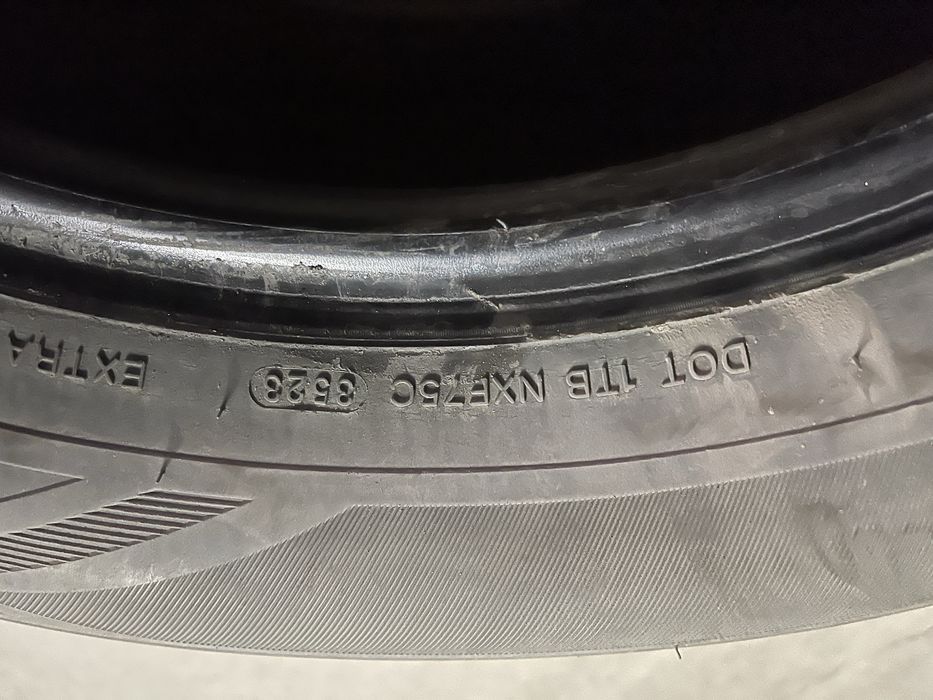 DOT 1TB NXF75C 3523 EXTRA